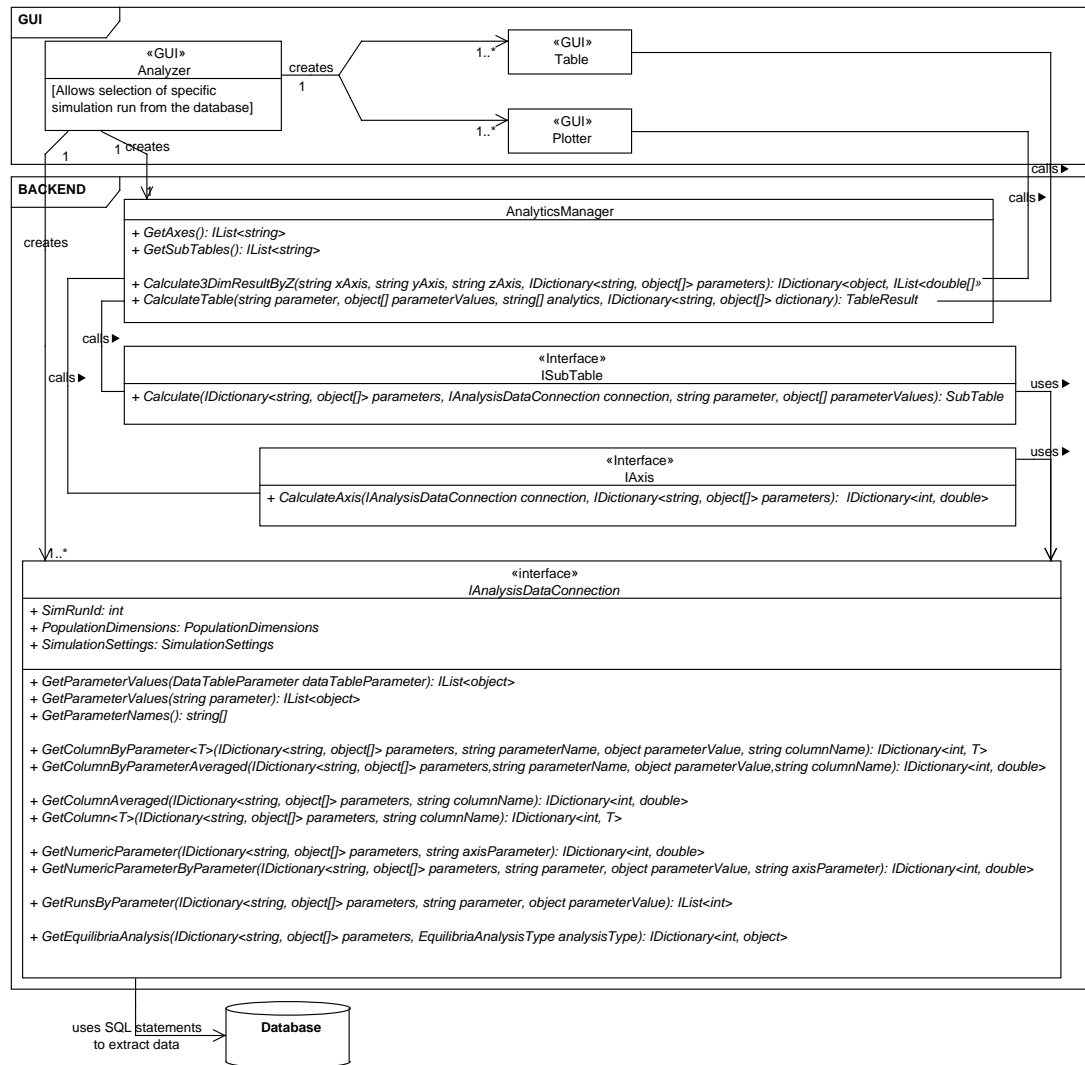 GUI
«GUI»
Analyzer
[Allows selection of specific
simulation run from the database]
creates
1
1..*
«GUI»
Table
1..*
«GUI»
Plotter
1
1
creates
1
calls►
calls►
BACKEND
creates
AnalyticsManager
+ GetAxes(): IList<string>
+ GetSubTables(): IList<string>
+ Calculate3DimResultByZ(string xAxis, string yAxis, string zAxis, IDictionary<string, object[]> parameters): IDictionary<object, IList<double[]»
+ CalculateTable(string parameter, object[] parameterValues, string[] analytics, IDictionary<string, object[]> dictionary): TableResult
calls►
calls►
«Interface»
ISubTable
+ Calculate(IDictionary<string, object[]> parameters, IAnalysisDataConnection connection, string parameter, object[] parameterValues): SubTable
uses►
«Interface»
IAxis
+ CalculateAxis(IAnalysisDataConnection connection, IDictionary<string, object[]> parameters): IDictionary<int, double>
uses►
1..*
«interface»
IAnalysisDataConnection
+ SimRunId: int
+ PopulationDimensions: PopulationDimensions
+ SimulationSettings: SimulationSettings
+ GetParameterValues(DataTableParameter dataTableParameter): IList<object>
+ GetParameterValues(string parameter): IList<object>
+ GetParameterNames(): string[]
+ GetColumnByParameter<T>(IDictionary<string, object[]> parameters, string parameterName, object parameterValue, string columnName): IDictionary<int, T>
+ GetColumnByParameterAveraged(IDictionary<string, object[]> parameters,string parameterName, object parameterValue,string columnName): IDictionary<int, double>
+ GetColumnAveraged(IDictionary<string, object[]> parameters, string columnName): IDictionary<int, double>
+ GetColumn<T>(IDictionary<string, object[]> parameters, string columnName): IDictionary<int, T>
+ GetNumericParameter(IDictionary<string, object[]> parameters, string axisParameter): IDictionary<int, double>
+ GetNumericParameterByParameter(IDictionary<string, object[]> parameters, string parameter, object parameterValue, string axisParameter): IDictionary<int, double>
+ GetRunsByParameter(IDictionary<string, object[]> parameters, string parameter, object parameterValue): IList<int>
+ GetEquilibriaAnalysis(IDictionary<string, object[]> parameters, EquilibriaAnalysisType analysisType): IDictionary<int, object>
uses SQL statements
to extract data
Database